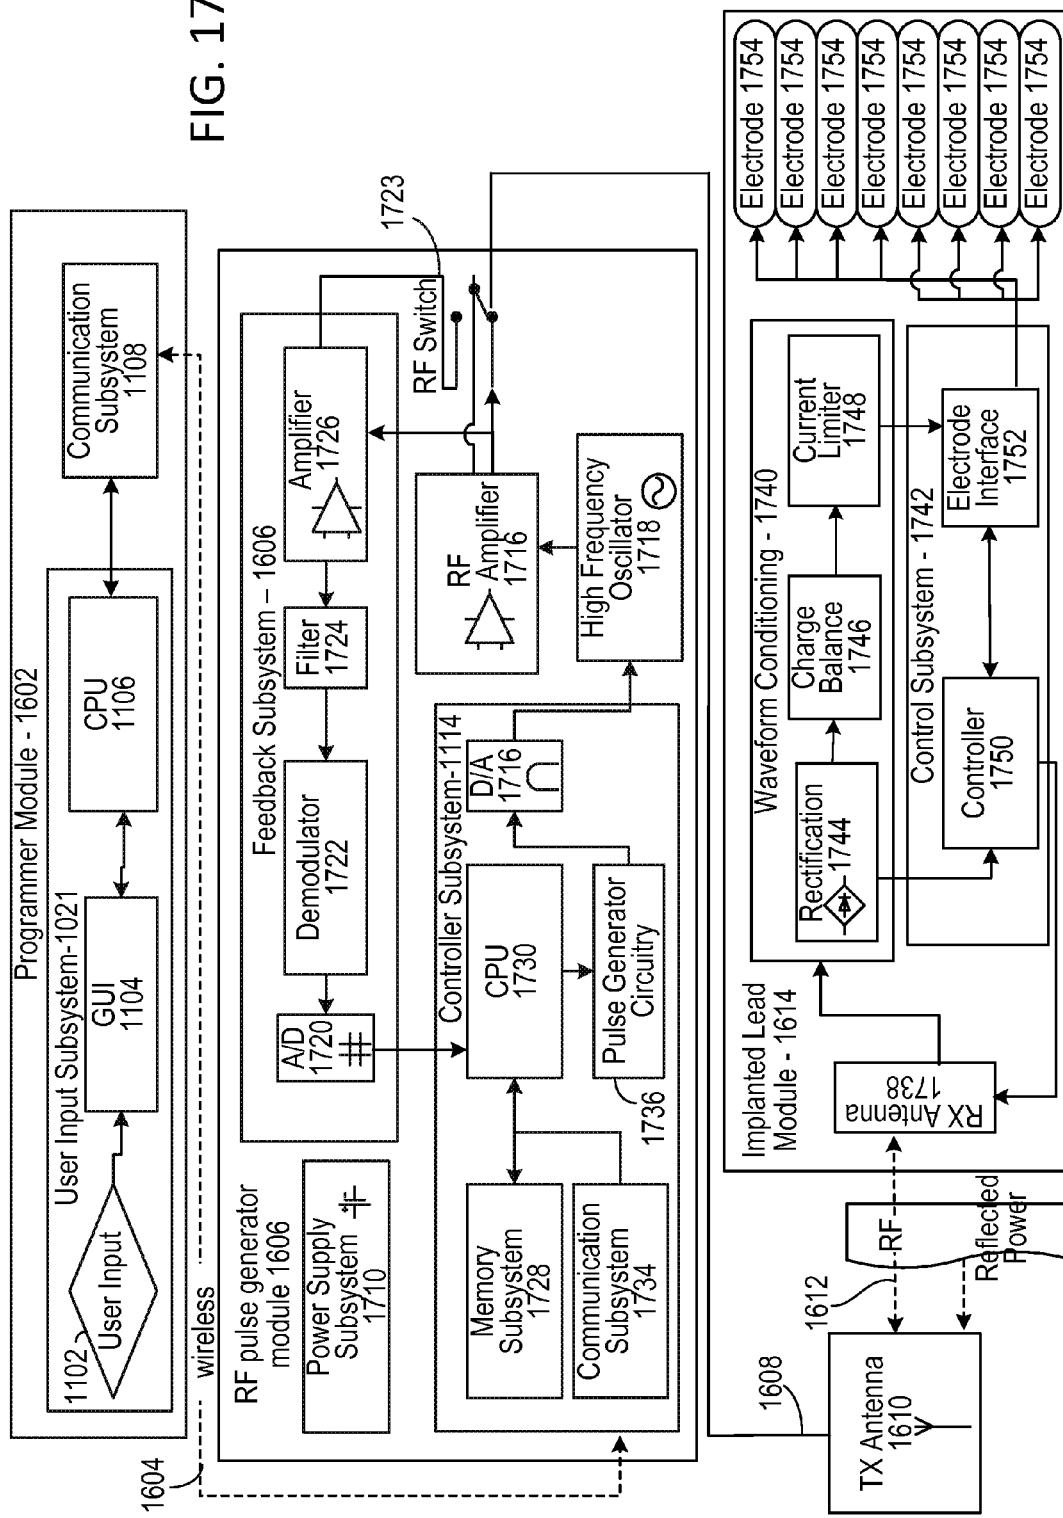 FIG. 17
Programmer Module - 1602
User Input Subsystem-1021
1102
User Input
GUI
1104
CPU
1106
Communication
Subsystem
1108
1604
wireless
RF pulse generator
module 1606
Power Supply
Subsystem
1710
Feedback Subsystem – 1606
A/D
1720
Demodulator
1722
Filter
1724
Amplifier
1726
RF Switch
1723
Controller Subsystem-1114
Memory
Subsystem
1728
Communication
Subsystem
1734
CPU
1730
Pulse Generator
Circuitry
1736
D/A
1716
RF
Amplifier
1716
High Frequency
Oscillator
1718
1608
TX Antenna
1610
1612
RF
Reflected
Power
Implanted Lead
Module - 1614
RX Antenna
1738
Waveform Conditioning - 1740
Rectification
1744
Charge
Balance
1746
Current
Limiter
1748
Control Subsystem - 1742
Controller
1750
Electrode
Interface
1752
Electrode 1754
Electrode 1754
Electrode 1754
Electrode 1754
Electrode 1754
Electrode 1754
Electrode 1754
Electrode 1754